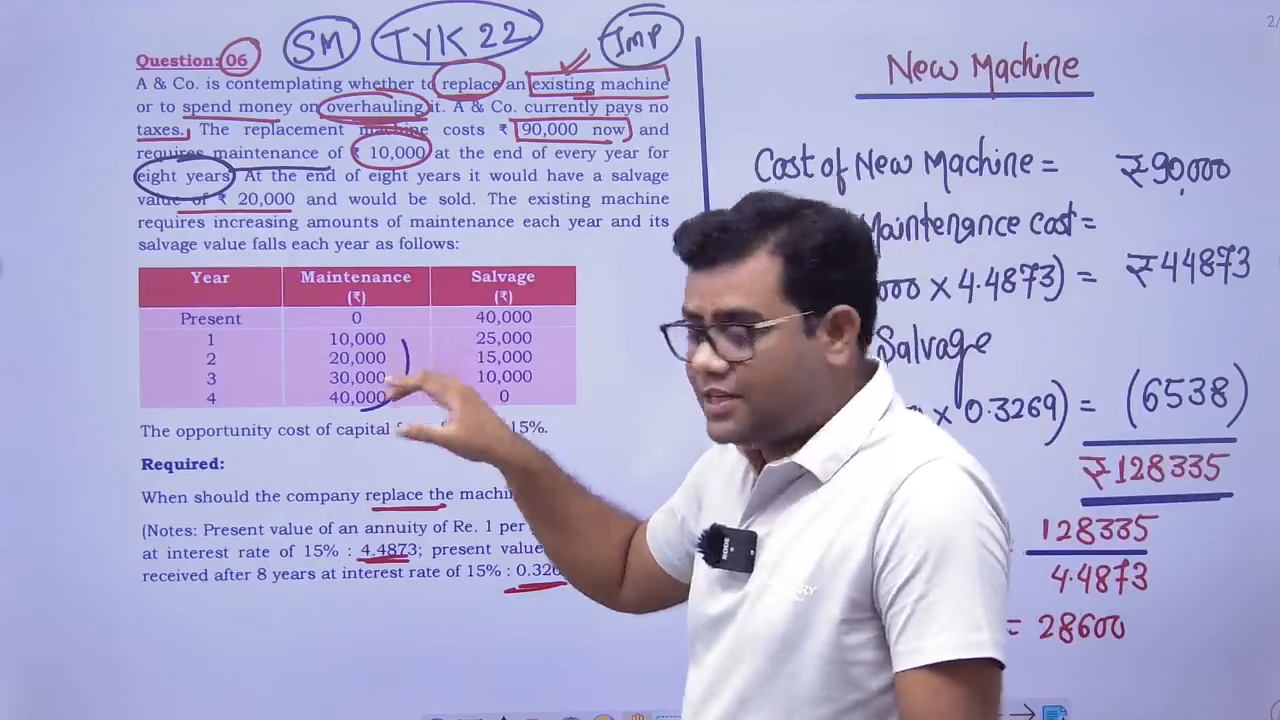 2/
SM TYK 22 Imp
Question: 06
A & Co. is contemplating whether to replace an existing machine
or to spend money on overhauling it. A & Co. currently pays no
taxes. The replacement machine costs ₹ 90,000 now and
requires maintenance of ₹ 10,000 at the end of every year for
eight years. At the end of eight years it would have a salvage
value of ₹ 20,000 and would be sold. The existing machine
requires increasing amounts of maintenance each year and its
salvage value falls each year as follows:
Year Maintenance (₹) Salvage (₹)
Present 0 40,000
1 10,000 25,000
2 20,000 15,000
3 30,000 10,000
4 40,000 0
The opportunity cost of capital 15%.
Required:
When should the company replace the
(Notes: Present value of an annuity of Re. 1 per
at interest rate of 15% : 4.4873; present value
received after 8 years at interest rate of 15% :
New Machine
Cost of New Machine = ₹90,000
Maintenance Cost =
000 × 4.4873) = ₹44873
Salvage
× 0.3269) = (6538)
₹128335
128335
4.4873
= 28600
RODE